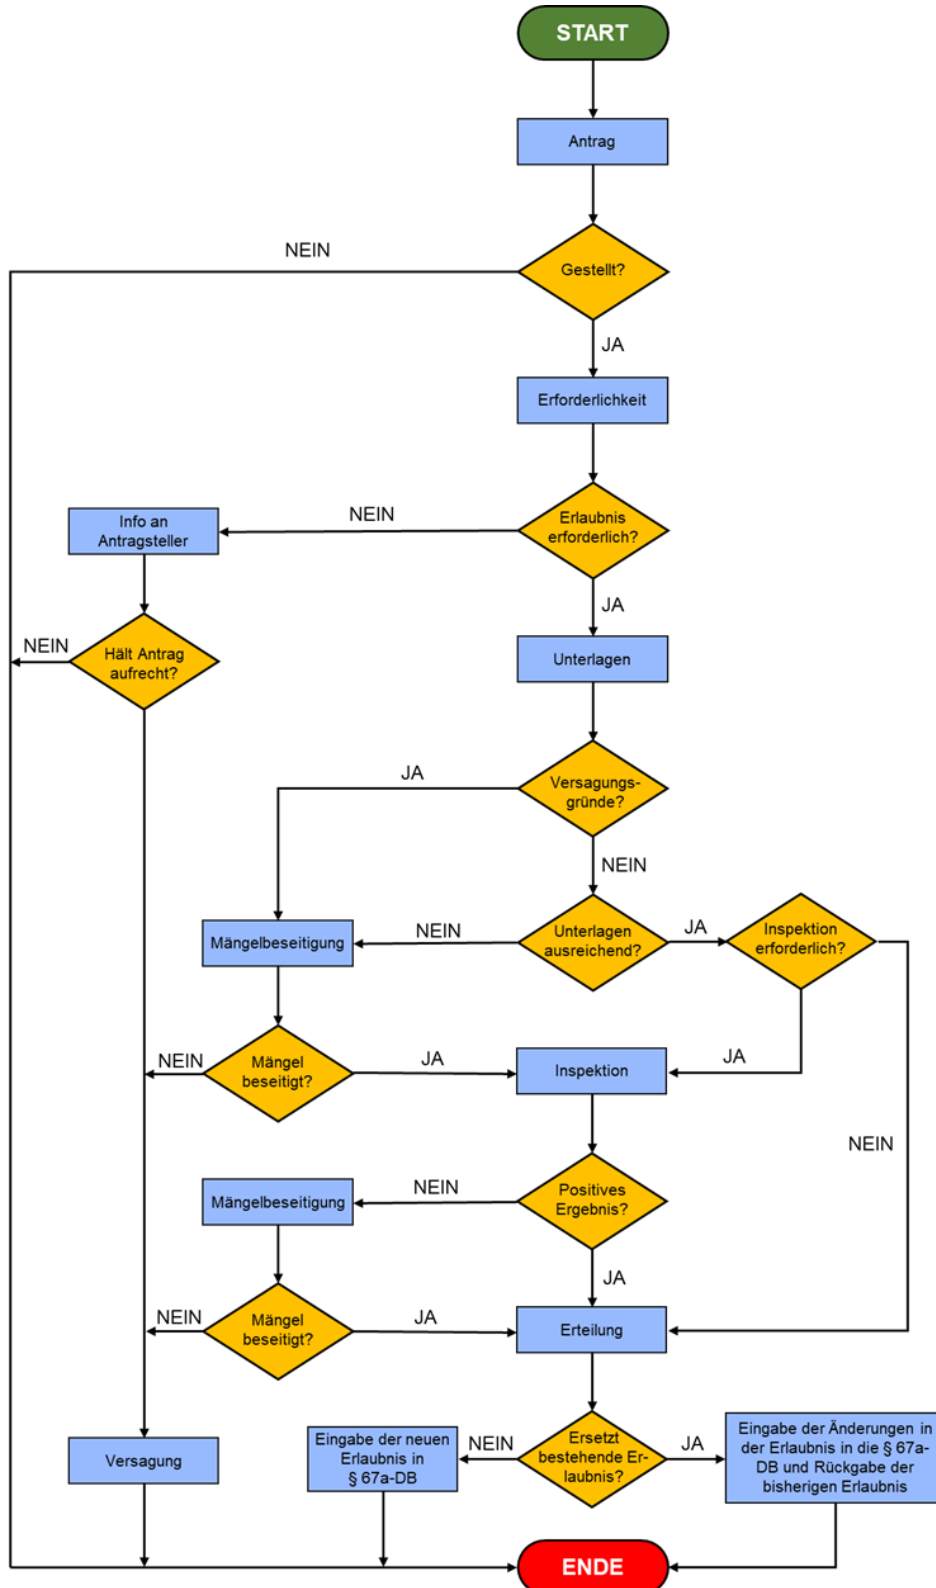 START
Antrag
NEIN
Gestellt?
JA
Erforderlichkeit
Info an
Antragsteller
NEIN
Erlaubnis
erforderlich?
JA
NEIN
Hält Antrag
aufrecht?
Unterlagen
JA
Versagungs-
gründe?
NEIN
Mängelbeseitigung
NEIN
Unterlagen
ausreichend?
JA
Inspektion
erforderlich?
NEIN
Mängel
beseitigt?
JA
Inspektion
JA
NEIN
Mängelbeseitigung
NEIN
Positives
Ergebnis?
JA
NEIN
Mängel
beseitigt?
JA
Erteilung
Versagung
Eingabe der neuen
Erlaubnis in
§ 67a-DB
NEIN
Ersetzt
bestehende Er-
laubnis?
JA
Eingabe der Änderungen in
der Erlaubnis in die § 67a-
DB und Rückgabe der
bisherigen Erlaubnis
ENDE